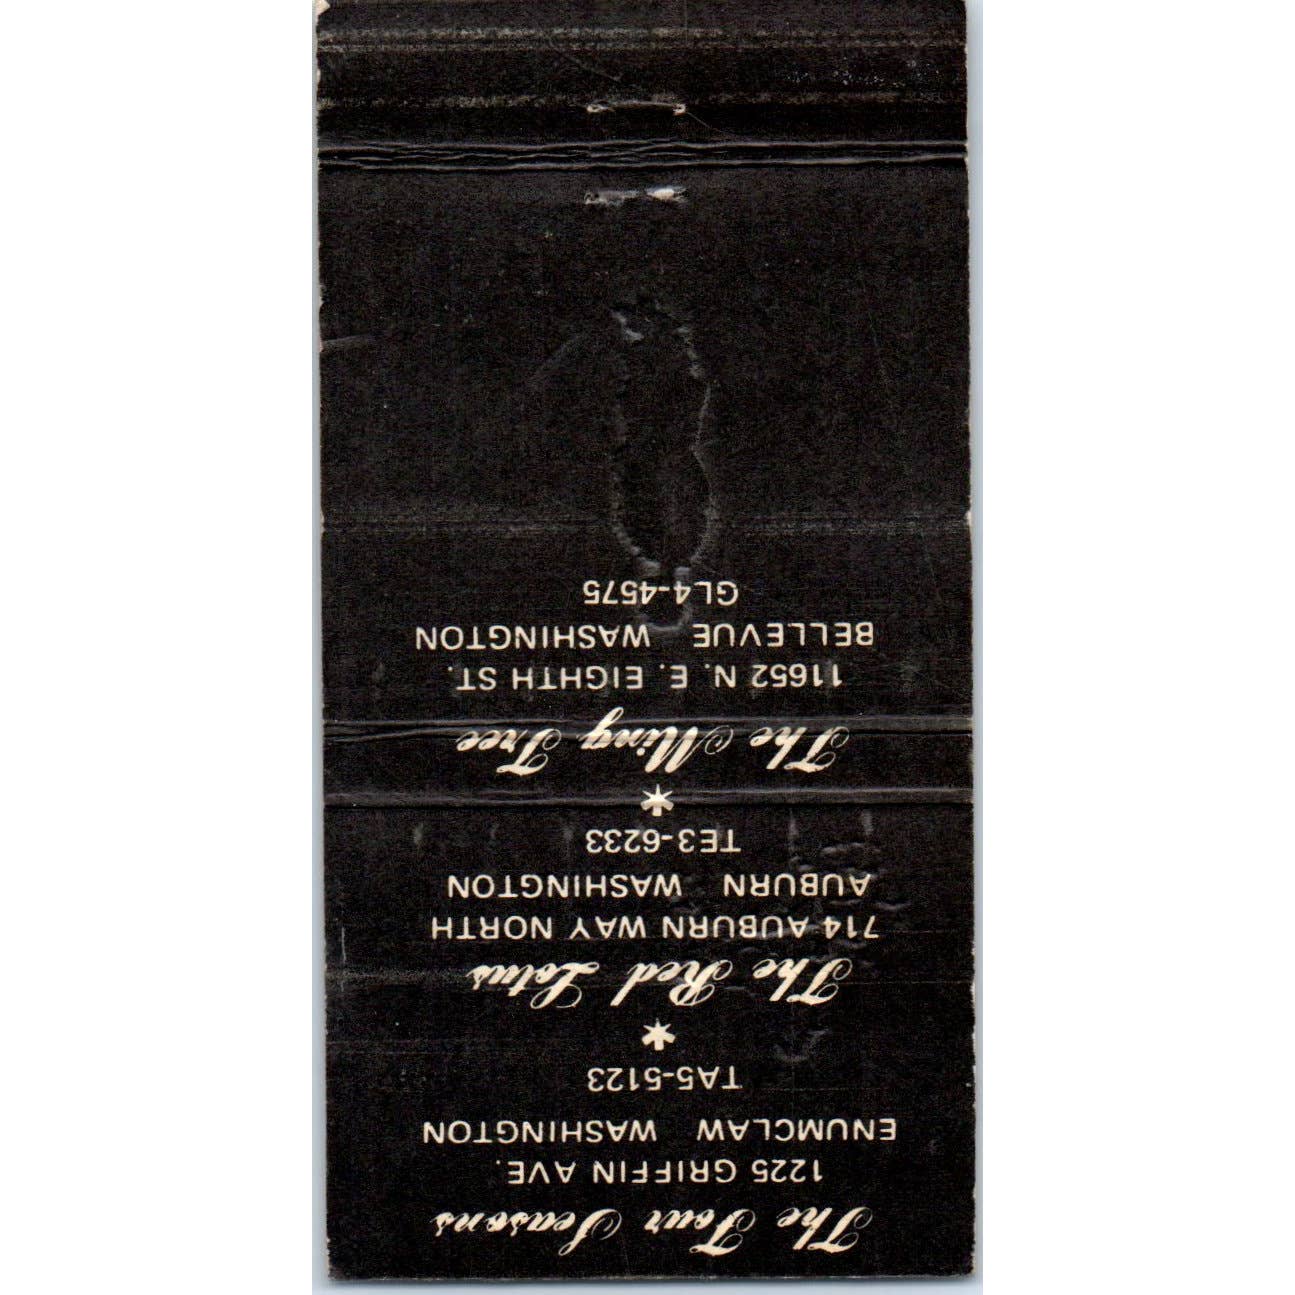 The Four Seasons
1225 GRIFFIN AVE.
ENUMCLAW WASHINGTON
TA5-5123
*
The Red Lotus
714 AUBURN WAY NORTH
AUBURN WASHINGTON
TE3-6233
*
The Ming Tree
11652 N. E. EIGHTH ST.
BELLEVUE WASHINGTON
GL4-4575